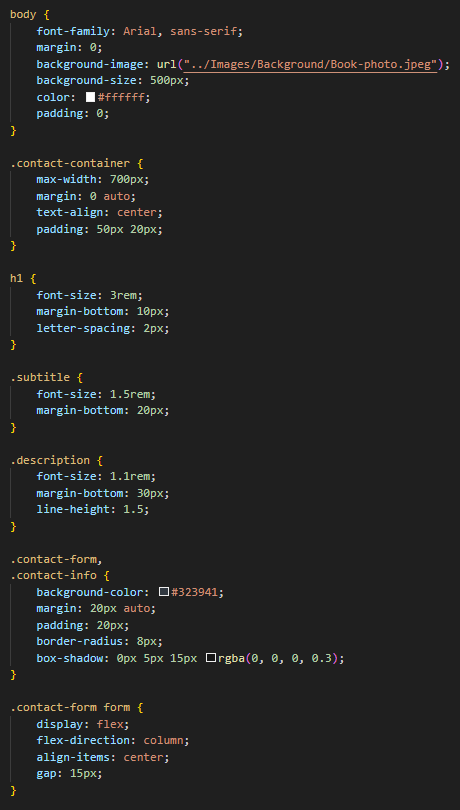 body {
    font-family: Arial, sans-serif;
    margin: 0;
    background-image: url("../Images/Background/Book-photo.jpeg");
    background-size: 500px;
    color: #ffffff;
    padding: 0;
}

.contact-container {
    max-width: 700px;
    margin: 0 auto;
    text-align: center;
    padding: 50px 20px;
}

h1 {
    font-size: 3rem;
    margin-bottom: 10px;
    letter-spacing: 2px;
}

.subtitle {
    font-size: 1.5rem;
    margin-bottom: 20px;
}

.description {
    font-size: 1.1rem;
    margin-bottom: 30px;
    line-height: 1.5;
}

.contact-form,
.contact-info {
    background-color: #323941;
    margin: 20px auto;
    padding: 20px;
    border-radius: 8px;
    box-shadow: 0px 5px 15px rgba(0, 0, 0, 0.3);
}

.contact-form form {
    display: flex;
    flex-direction: column;
    align-items: center;
    gap: 15px;
}